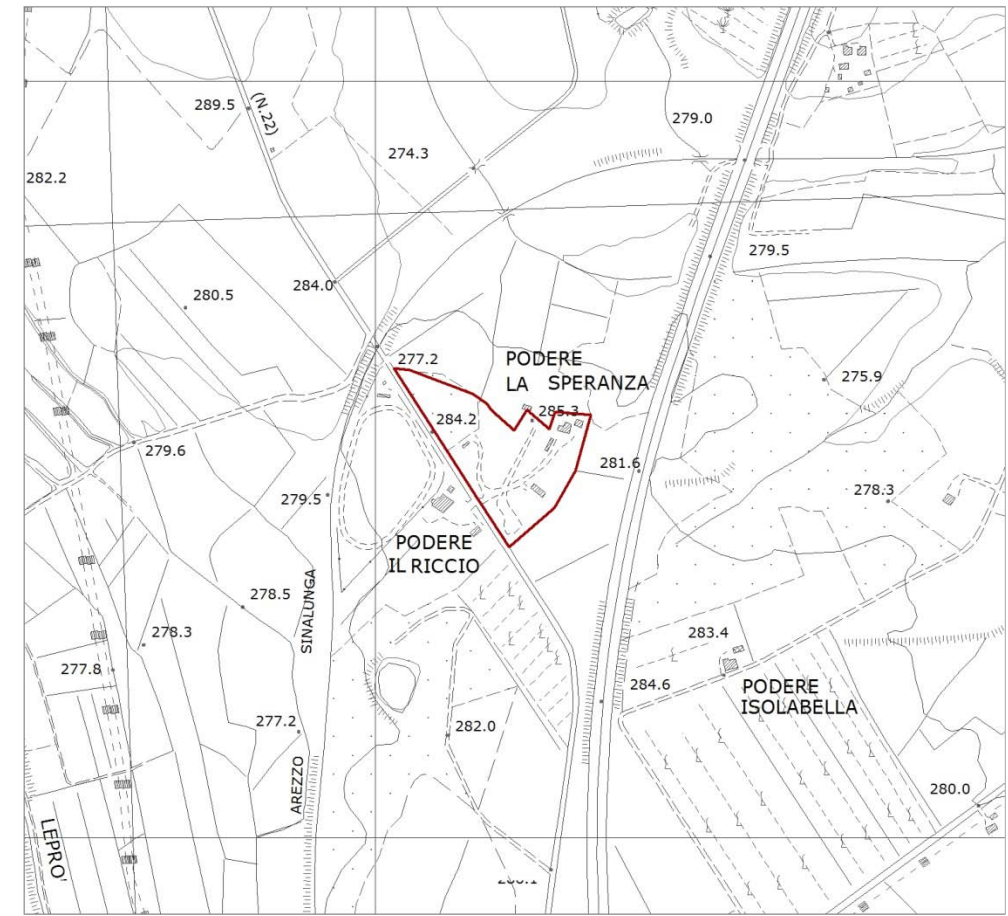 289.5
(N.22)
274.3
279.0
282.2
279.5
280.5
284.0
277.2
PODERE
LA SPERANZA
275.9
285.3
284.2
279.6
281.6
279.5
278.3
PODERE
IL RICCIO
SINALUNGA
278.5
278.3
283.4
277.8
284.6
PODERE
ISOLABELLA
277.2
282.0
AREZZO
280.0
LEPRO'